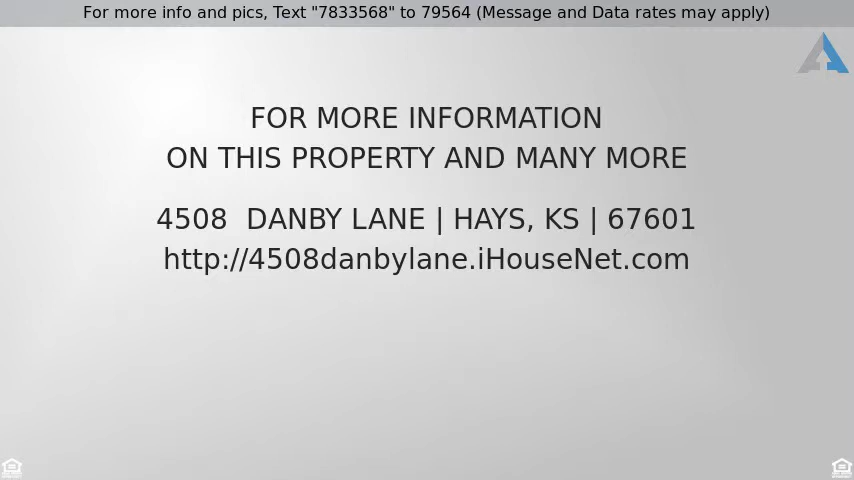 For more info and pics, Text "7833568" to 79564 (Message and Data rates may apply)
FOR MORE INFORMATION
ON THIS PROPERTY AND MANY MORE
4508  DANBY LANE | HAYS, KS | 67601
http://4508danbylane.iHouseNet.com